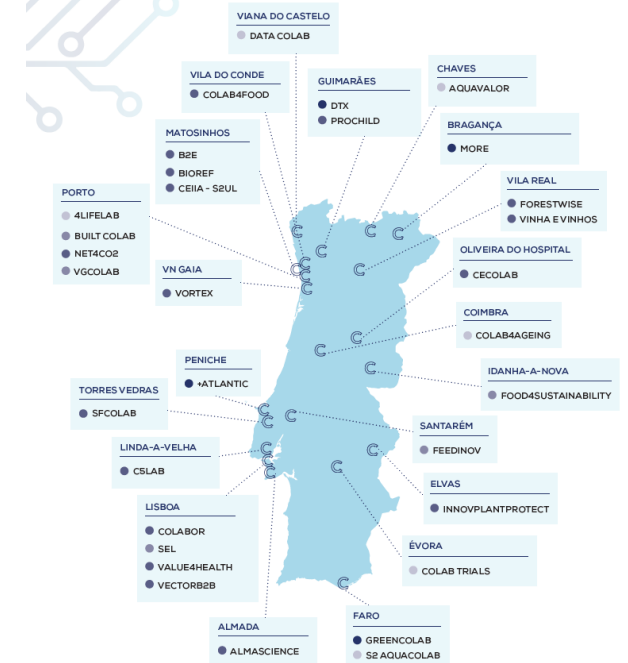 VIANA DO CASTELO
DATA COLAB
VILA DO CONDE
COLAB4FOOD
GUIMARÃES
DTX
PROCHILD
CHAVES
AQUAVALOR
MATOSINHOS
B2E
BIOREF
CEIIA - S2UL
BRAGANÇA
MORE
PORTO
4LIFELAB
BUILT COLAB
NET4CO2
VGCOLAB
VILA REAL
FORESTWISE
VINHA E VINHOS
VN GAIA
VORTEX
OLIVEIRA DO HOSPITAL
CECOLAB
COIMBRA
COLAB4AGEING
PENICHE
+ATLANTIC
IDANHA-A-NOVA
FOOD4SUSTAINABILITY
TORRES VEDRAS
SFCOLAB
SANTARÉM
FEEDINOV
LINDA-A-VELHA
C5LAB
ELVAS
INNOVPLANTPROTECT
LISBOA
COLABOR
SEL
VALUE4HEALTH
VECTORB2B
ÉVORA
COLAB TRIALS
ALMADA
ALMASCIENCE
FARO
GREENCOLAB
S2 AQUACOLAB